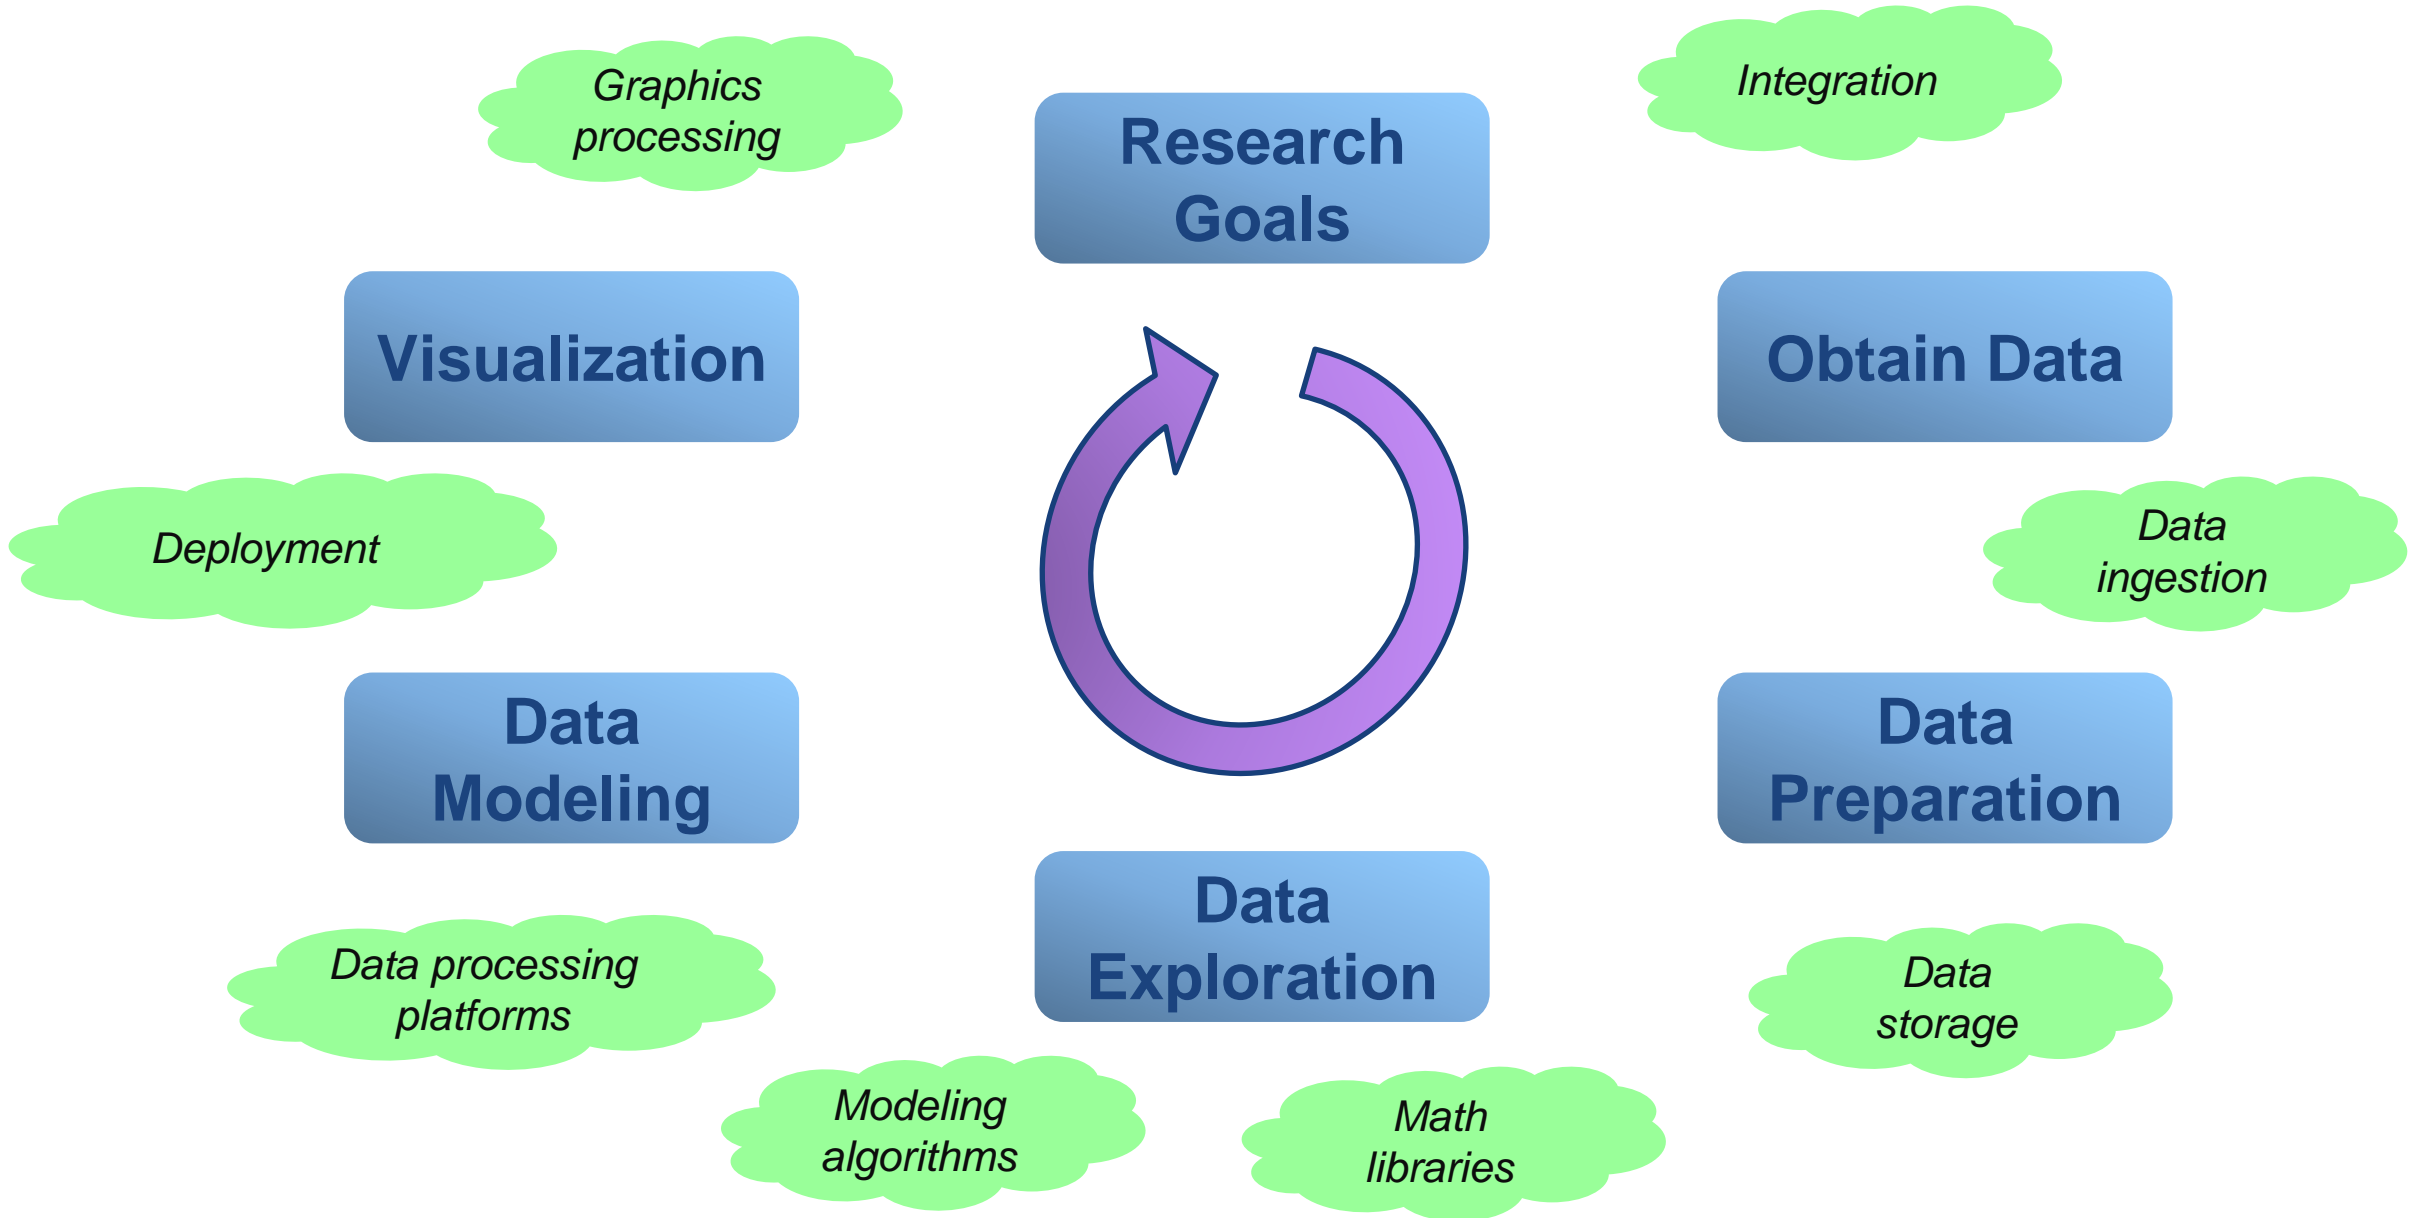 Graphics
processing
Integration
Research
Goals
Visualization
Obtain Data
Deployment
Data
ingestion
Data
Modeling
Data
Preparation
Data
Exploration
Data processing
platforms
Data
storage
Modeling
algorithms
Math
libraries